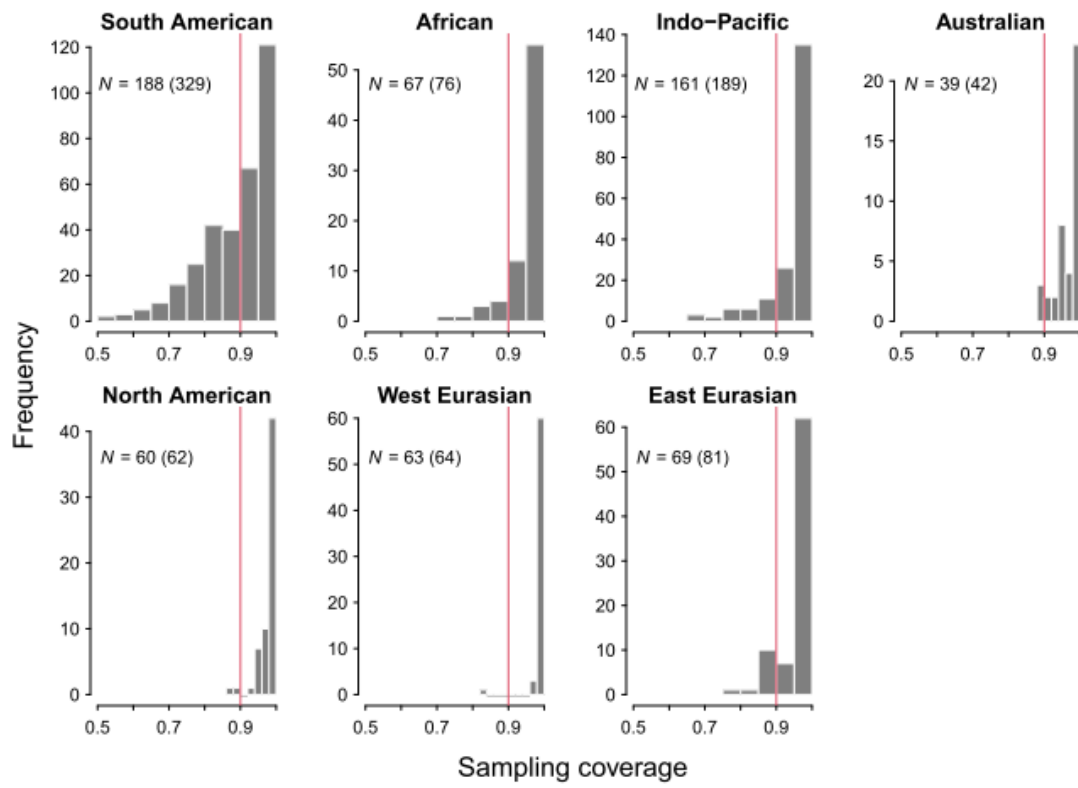 South American
African
Indo−Pacific
Australian
N = 188 (329)
N = 67 (76)
N = 161 (189)
N = 39 (42)
120
100
80
60
40
20
0
0.5 0.7 0.9
50
40
30
20
10
0
0.5 0.7 0.9
140
120
100
80
60
40
20
0
0.5 0.7 0.9
20
15
10
5
0
0.5 0.7 0.9
Frequency
North American
West Eurasian
East Eurasian
N = 60 (62)
N = 63 (64)
N = 69 (81)
40
30
20
10
0
0.5 0.7 0.9
60
50
40
30
20
10
0
0.5 0.7 0.9
60
50
40
30
20
10
0
0.5 0.7 0.9
Sampling coverage